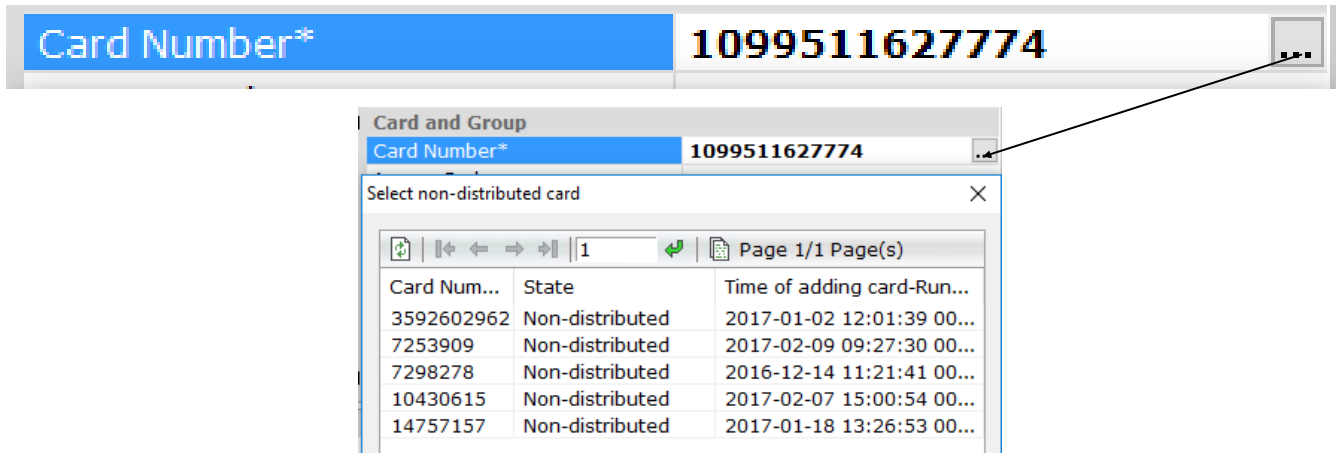 Card Number* 1099511627774 ...
Card and Group
Card Number* 1099511627774 ...
Select non-distributed card
1 Page 1/1 Page(s)
Card Num... State Time of adding card-Run...
3592602962 Non-distributed 2017-01-02 12:01:39 00...
7253909 Non-distributed 2017-02-09 09:27:30 00...
7298278 Non-distributed 2016-12-14 11:21:41 00...
10430615 Non-distributed 2017-02-07 15:00:54 00...
14757157 Non-distributed 2017-01-18 13:26:53 00...